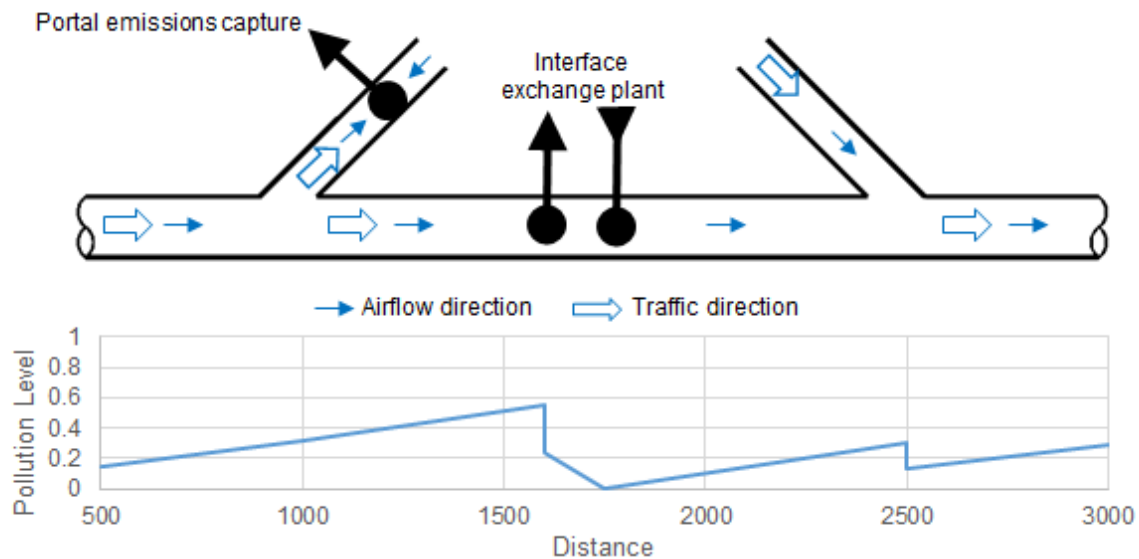 Portal emissions capture
Interface
exchange plant
Airflow direction
Traffic direction
Pollution Level
1
0.8
0.6
0.4
0.2
0
500 1000 1500 2000 2500 3000
Distance